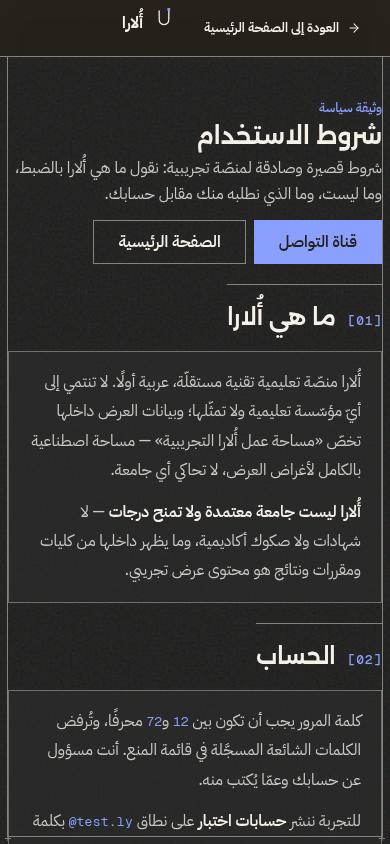 العودة إلى الصفحة الرئيسية
أُلارا
وثيقة سياسة
شروط الاستخدام
شروط قصيرة وصادقة لمنصّة تجريبية: نقول ما هي أُلارا بالضبط،
وما ليست، وما الذي نطلبه منك مقابل حسابك.
قناة التواصل
الصفحة الرئيسية
[01] ما هي أُلارا
أُلارا منصّة تعليمية تقنية مستقلّة، عربية أولًا. لا تنتمي إلى
أيّ مؤسّسة تعليمية ولا تمثّلها؛ وبيانات العرض داخلها
تخصّ «مساحة عمل أُلارا التجريبية» — مساحة اصطناعية
بالكامل لأغراض العرض، لا تحاكي أي جامعة.
أُلارا ليست جامعة معتمدة ولا تمنح درجات — لا
شهادات ولا صكوك أكاديمية، وما يظهر داخلها من كليات
ومقررات ونتائج هو محتوى عرض تجريبي.
[02] الحساب
كلمة المرور يجب أن تكون بين 12 و72 محرفًا، وتُرفض
الكلمات الشائعة المسجَّلة في قائمة المنع. أنت مسؤول
عن حسابك وعمّا يُكتب منه.
للتجربة ننشر حسابات اختبار على نطاق @test.ly بكلمة